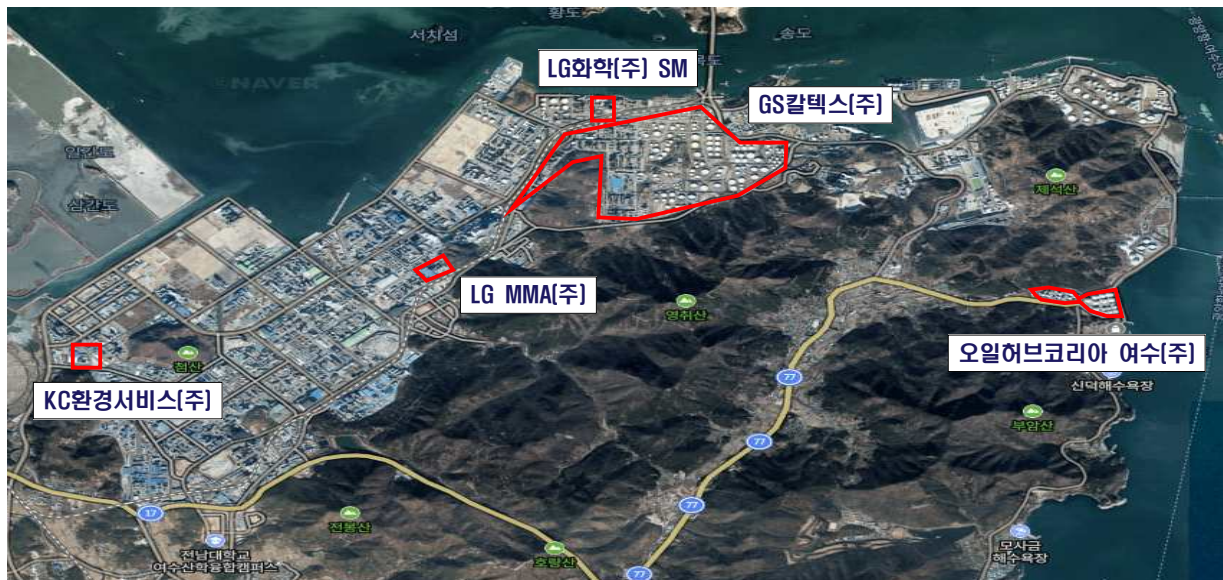 황도
서치섬
송도
묘도
NAVER
LG화학(주) SM
GS칼텍스(주)
제석산
삼간도
LG MMA(주)
영취산
오일허브코리아 여수(주)
점산
신덕해수욕장
KC환경서비스(주)
77
부암산
77
77
17
전봉산
전남대학교
여수산학융합캠퍼스
호랑산
모사금
해수욕장
77